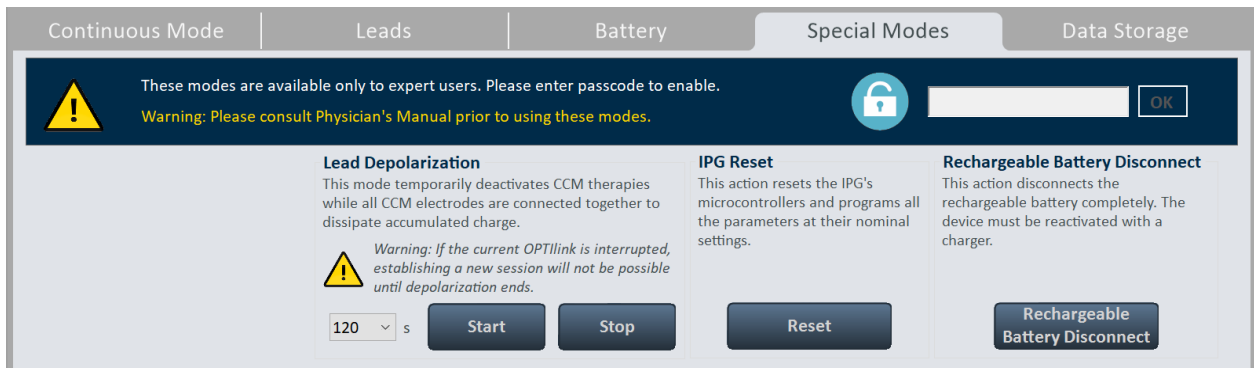 Continuous Mode
Leads
Battery
Special Modes
Data Storage
These modes are available only to expert users. Please enter passcode to enable.
Warning: Please consult Physician's Manual prior to using these modes.
OK
Lead Depolarization
This mode temporarily deactivates CCM therapies
while all CCM electrodes are connected together to
dissipate accumulated charge.
Warning: If the current OPTIlink is interrupted,
establishing a new session will not be possible
until depolarization ends.
120 s
Start
Stop
IPG Reset
This action resets the IPG's
microcontrollers and programs all
the parameters at their nominal
settings.
Reset
Rechargeable Battery Disconnect
This action disconnects the
rechargeable battery completely. The
device must be reactivated with a
charger.
Rechargeable
Battery Disconnect